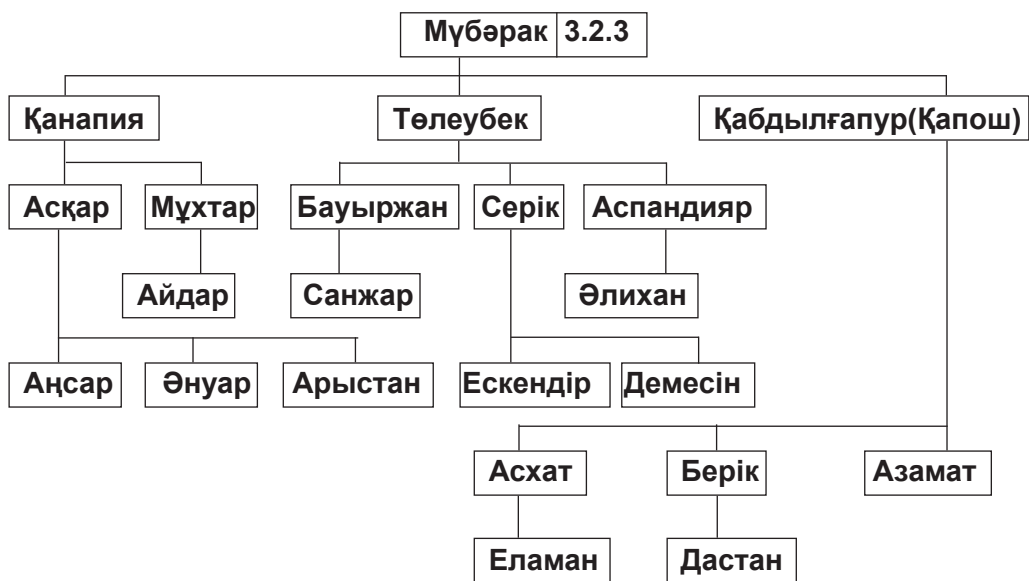 Мүбәрак 3.2.3
Қанапия Төлеубек Қабдылғапур(Қапош)
Асқар Мұхтар Бауыржан Серік Аспандияр
Айдар Санжар Әлихан
Аңсар Әнуар Арыстан Ескендір Демесін
Асхат Берік Азамат
Еламан Дастан